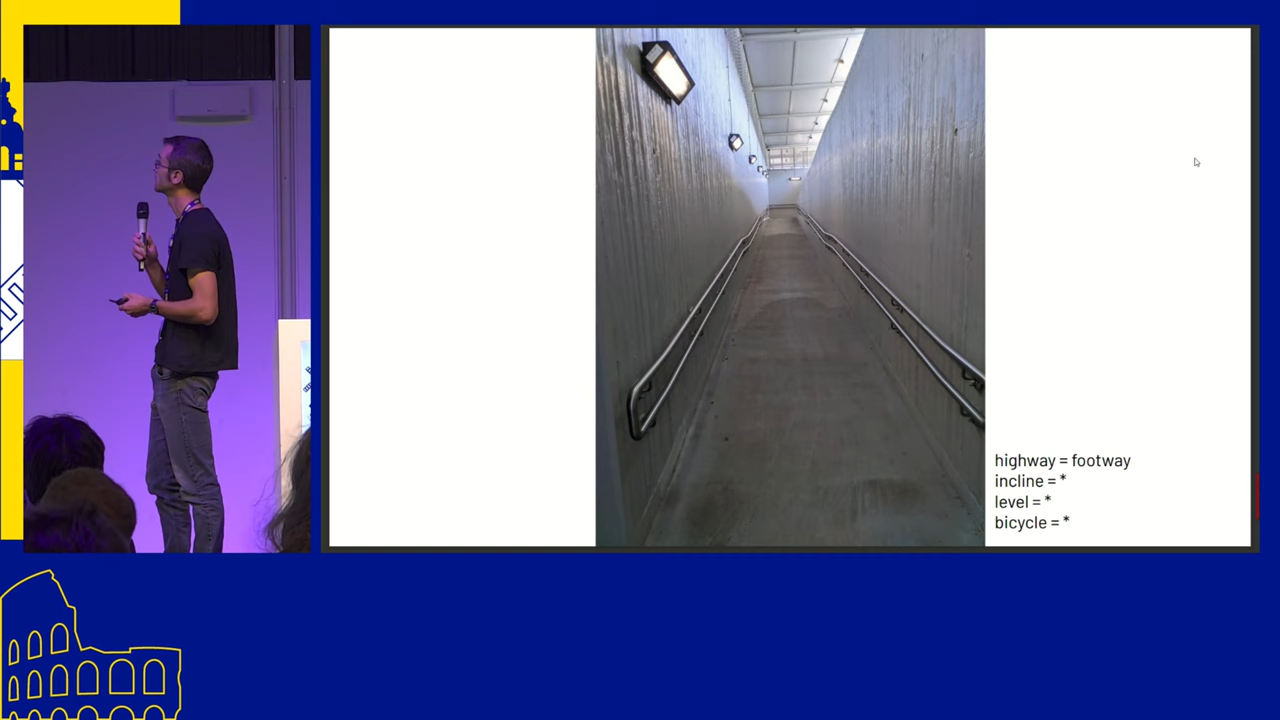 highway = footway
incline = *
level = *
bicycle = *